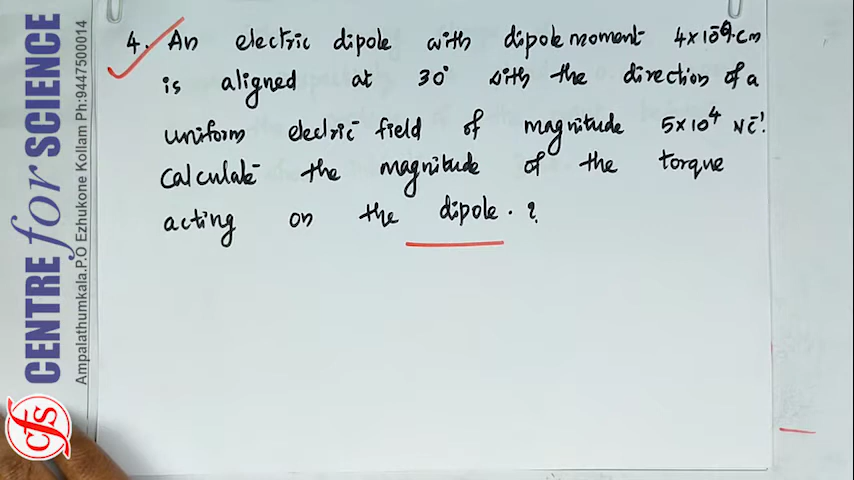 4. An electric dipole with dipole moment 4×10⁻⁹ Cm
is aligned at 30° with the direction of a
uniform electric field of magnitude 5×10⁴ NC⁻¹.
Calculate the magnitude of the torque
acting on the dipole. ?
CENTRE for SCIENCE
Ampalathumkala.P.O Ezhukone Kollam Ph:9447500014
cfs